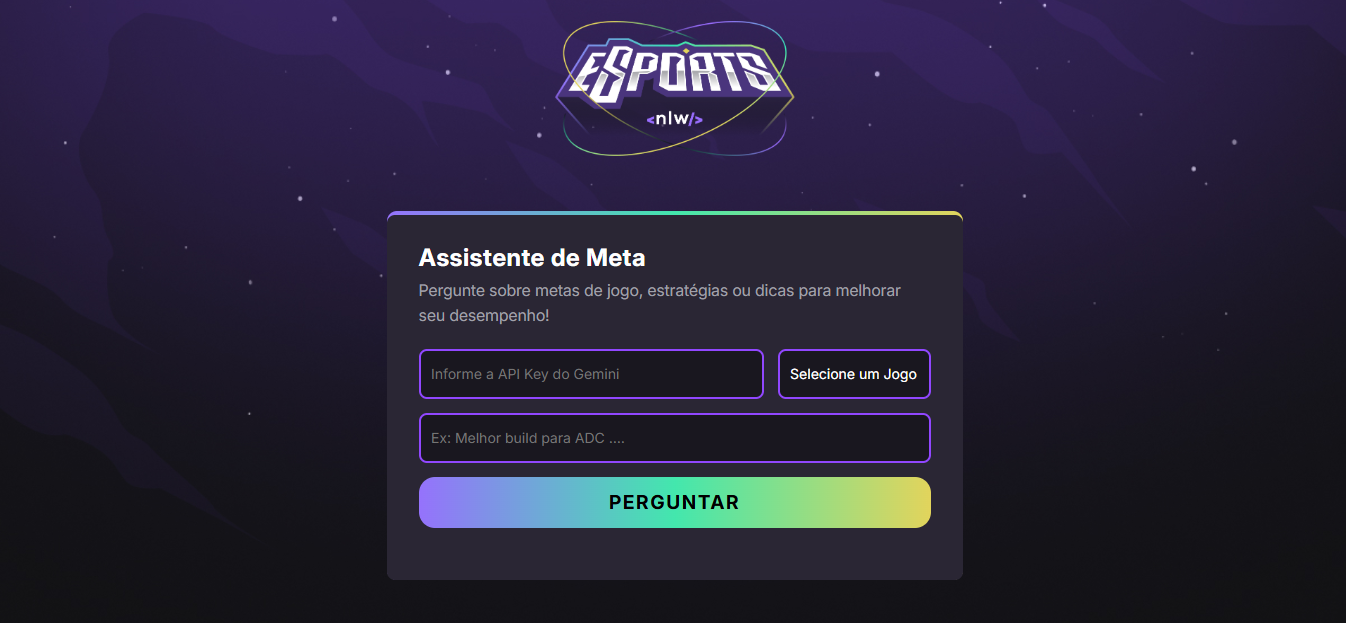 eSPORTS
<nlw/>
Assistente de Meta
Pergunte sobre metas de jogo, estratégias ou dicas para melhorar
seu desempenho!
Informe a API Key do Gemini
Selecione um Jogo
Ex: Melhor build para ADC ....
PERGUNTAR